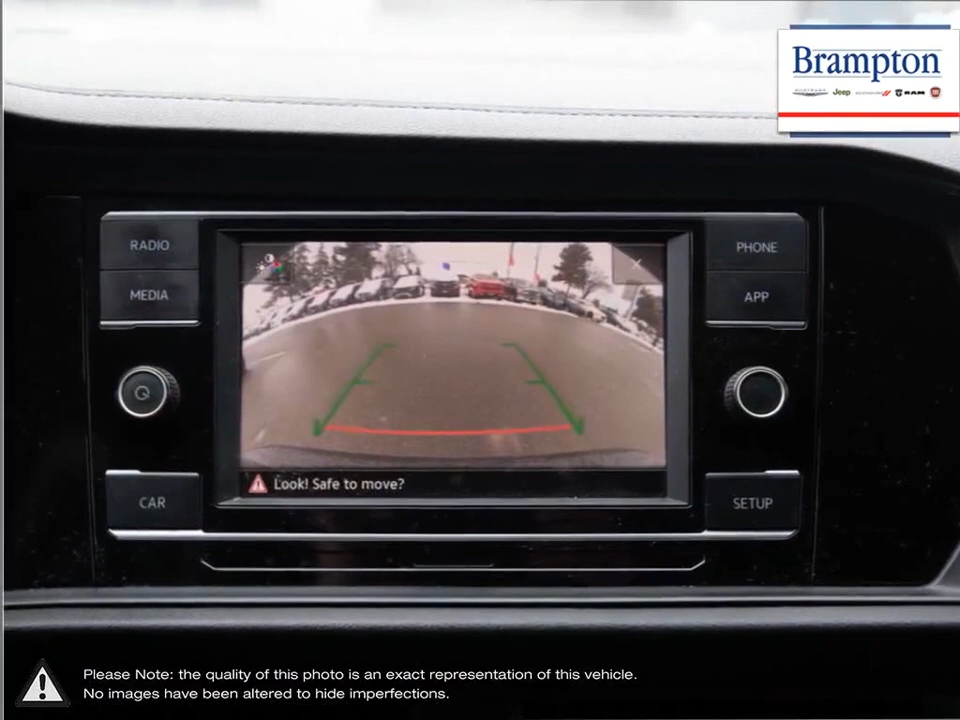 Brampton
Jeep RAM
RADIO
PHONE
MEDIA
APP
CAR
SETUP
Look! Safe to move?
Please Note: the quality of this photo is an exact representation of this vehicle.
No images have been altered to hide imperfections.